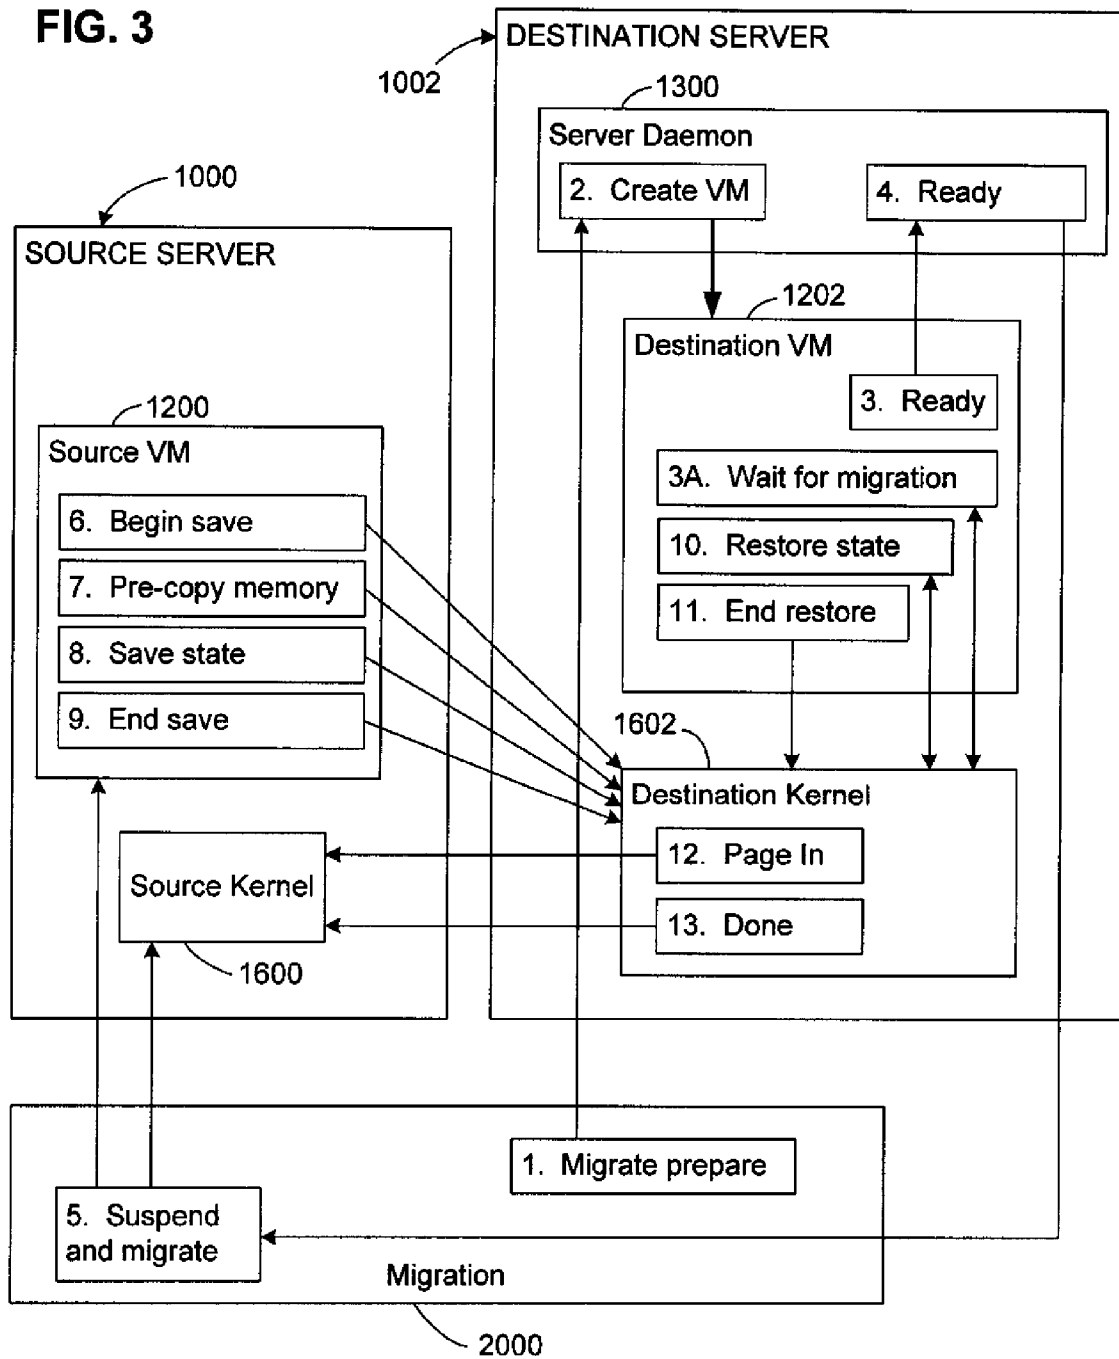 FIG. 3
DESTINATION SERVER
1002
1300
Server Daemon
2. Create VM
4. Ready
1000
SOURCE SERVER
1202
Destination VM
3. Ready
1200
Source VM
3A. Wait for migration
6. Begin save
10. Restore state
7. Pre-copy memory
11. End restore
8. Save state
9. End save
1602
Destination Kernel
12. Page In
Source Kernel
13. Done
1600
1. Migrate prepare
5. Suspend
and migrate
Migration
2000